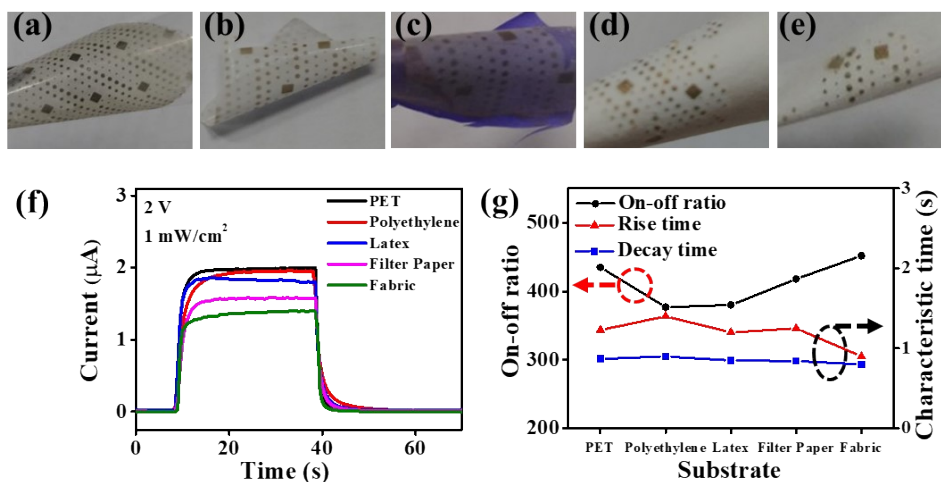 (a)
(b)
(c)
(d)
(e)
(f)
3
2
1
0
Current (μA)
2 V
1 mW/cm²
PET
Polyethylene
Latex
Filter Paper
Fabric
0
20
40
60
Time (s)
(g)
500
400
300
200
On-off ratio
On-off ratio
Rise time
Decay time
3
2
1
0
Characteristic time (s)
PET
Polyethylene
Latex
Filter Paper
Fabric
Substrate